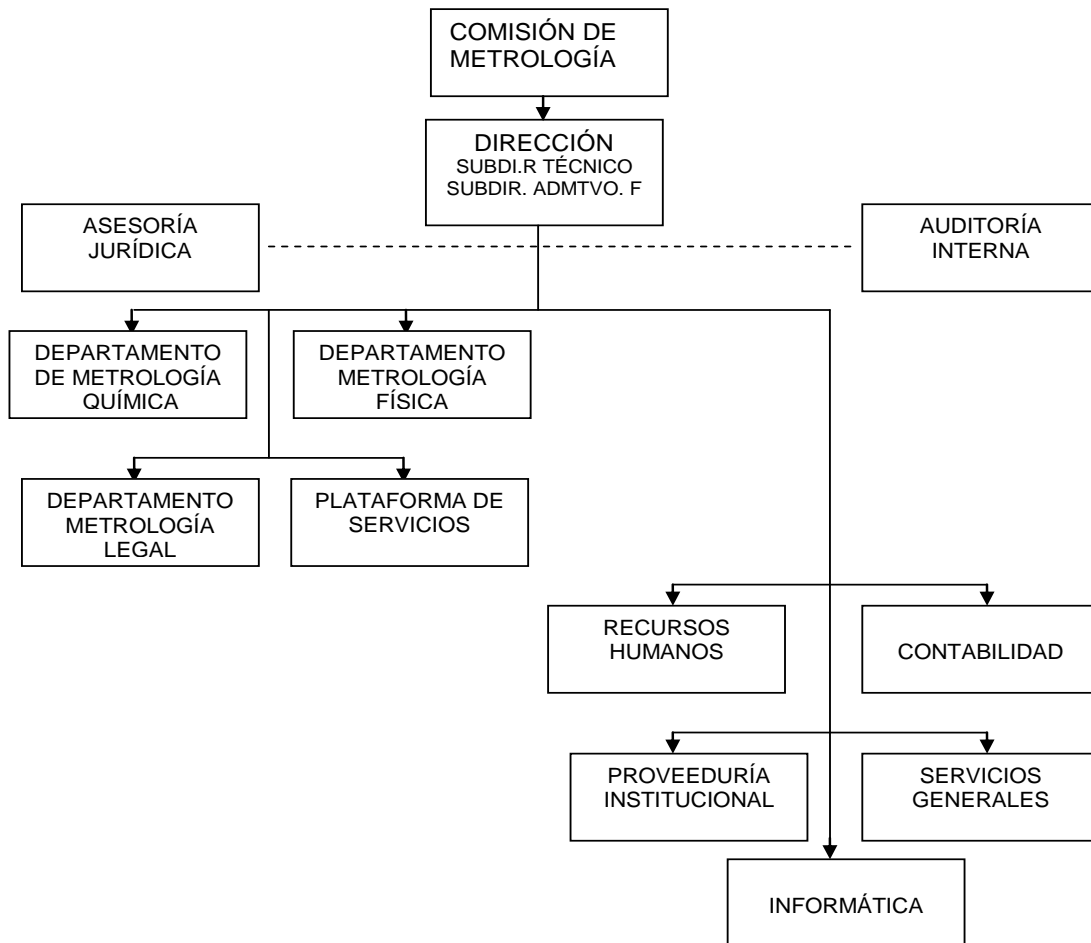 COMISIÓN DE
METROLOGÍA
DIRECCIÓN
SUBDI.R TÉCNICO
SUBDIR. ADMTVO. F
ASESORÍA
JURÍDICA
AUDITORÍA
INTERNA
DEPARTAMENTO
DE METROLOGÍA
QUÍMICA
DEPARTAMENTO
METROLOGÍA
FÍSICA
DEPARTAMENTO
METROLOGÍA
LEGAL
PLATAFORMA DE
SERVICIOS
RECURSOS
HUMANOS
CONTABILIDAD
PROVEEDURÍA
INSTITUCIONAL
SERVICIOS
GENERALES
INFORMÁTICA